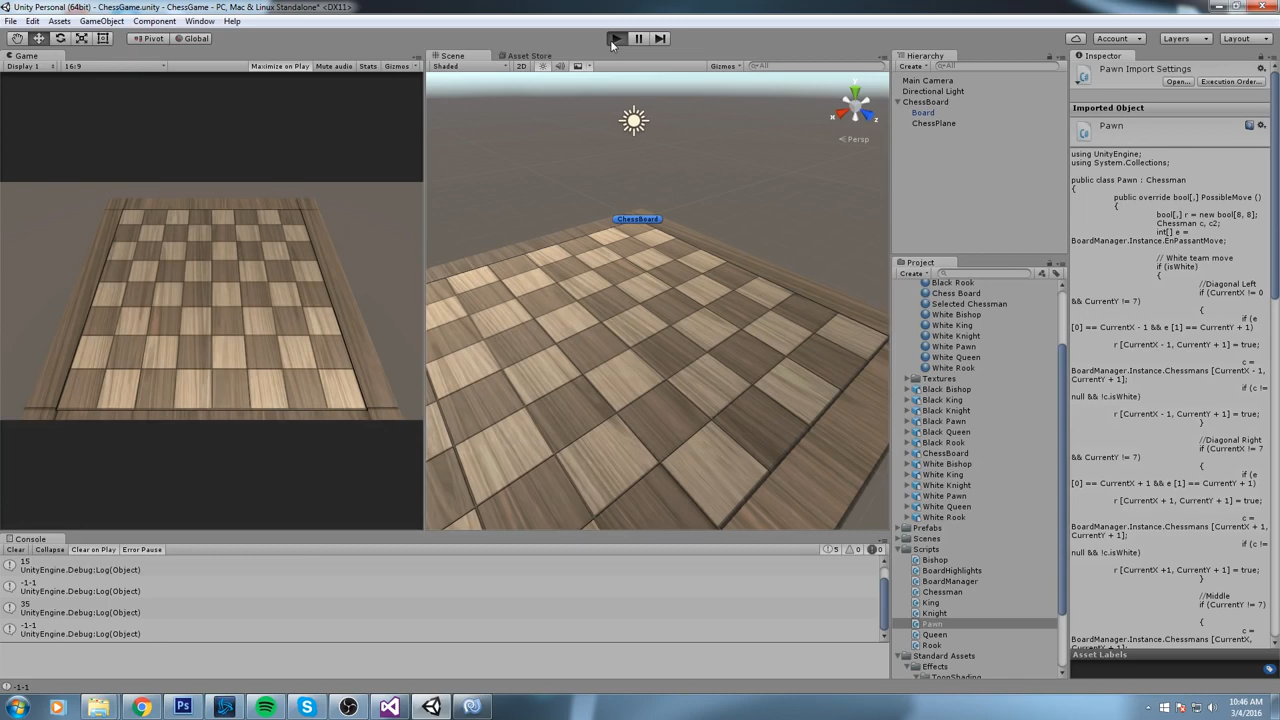 Unity Personal (64bit) - ChessGame.unity - ChessGame - PC, Mac & Linux Standalone* <DX11>
File Edit Assets GameObject Component Window Help
Pivot Global Account Layers Layout
Game
Display 1 16:9 Maximize on Play Mute audio Stats Gizmos
Scene Asset Store
Shaded 2D Gizmos All
y
x
z
Persp
ChessBoard
Hierarchy
Create All
Main Camera
Directional Light
ChessBoard
Board
ChessPlane
Project
Create
Black Rook
Chess Board
Selected Chessman
White Bishop
White King
White Knight
White Pawn
White Queen
White Rook
Textures
Black Bishop
Black King
Black Knight
Black Pawn
Black Queen
Black Rook
ChessBoard
White Bishop
White King
White Knight
White Pawn
White Queen
White Rook
Prefabs
Scenes
Scripts
Bishop
BoardHighlights
BoardManager
Chessman
King
Knight
Pawn
Queen
Rook
Standard Assets
Effects
ToonShading
Inspector
Pawn Import Settings
Open... Execution Order...
Imported Object
Pawn
using UnityEngine;
using System.Collections;
public class Pawn : Chessman
{
public override bool[,] PossibleMove ()
{
bool[,] r = new bool[8, 8];
Chessman c, c2;
int[] e =
BoardManager.Instance.EnPassantMove;
// White team move
if (isWhite)
{
//Diagonal Left
if (CurrentX != 0
&& CurrentY != 7)
{
if (e
[0] == CurrentX - 1 && e [1] == CurrentY + 1)
r [CurrentX - 1, CurrentY + 1] = true;
c =
BoardManager.Instance.Chessmans [CurrentX - 1,
CurrentY + 1];
if (c !=
null && !c.isWhite)
r [CurrentX - 1, CurrentY + 1] = true;
}
//Diagonal Right
if (CurrentX != 7
&& CurrentY != 7)
{
if (e
[0] == CurrentX + 1 && e [1] == CurrentY + 1)
r [CurrentX + 1, CurrentY + 1] = true;
c =
BoardManager.Instance.Chessmans [CurrentX + 1,
CurrentY + 1];
if (c !=
null && !c.isWhite)
r [CurrentX +1, CurrentY + 1] = true;
}
//Middle
if (CurrentY != 7)
{
c =
BoardManager.Instance.Chessmans [CurrentX,
Asset Labels
Console
Clear Collapse Clear on Play Error Pause 5 0 0
15
UnityEngine.Debug:Log(Object)
-1-1
UnityEngine.Debug:Log(Object)
35
UnityEngine.Debug:Log(Object)
-1-1
UnityEngine.Debug:Log(Object)
-1-1
10:46 AM
3/4/2016